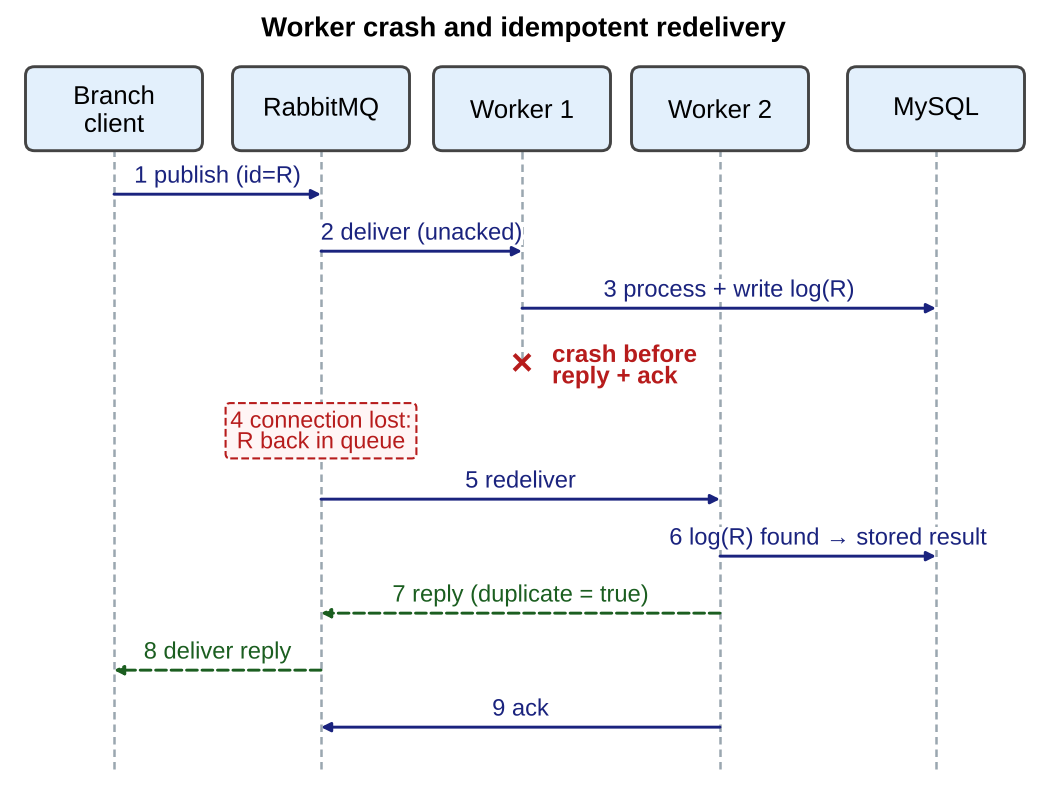 Worker crash and idempotent redelivery
Branch
client
RabbitMQ
Worker 1
Worker 2
MySQL
1 publish (id=R)
2 deliver (unacked)
3 process + write log(R)
crash before
reply + ack
4 connection lost:
R back in queue
5 redeliver
6 log(R) found → stored result
7 reply (duplicate = true)
8 deliver reply
9 ack